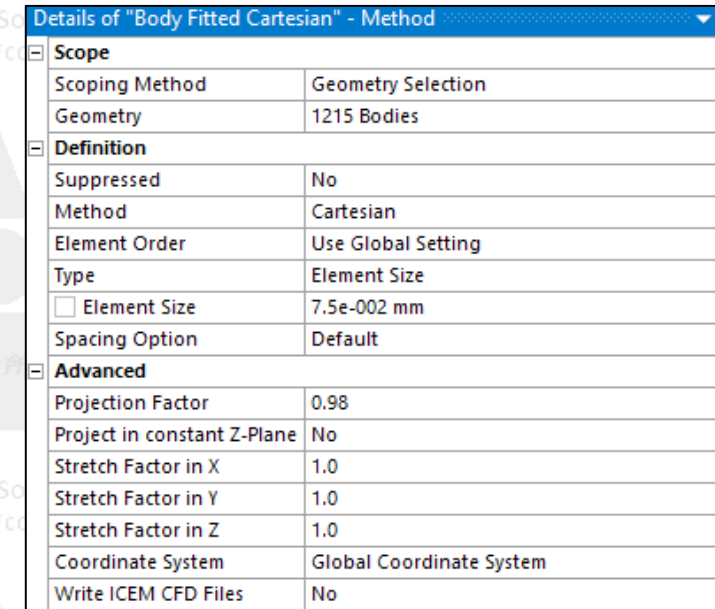 Details of "Body Fitted Cartesian" - Method
Scope
Scoping Method Geometry Selection
Geometry 1215 Bodies
Definition
Suppressed No
Method Cartesian
Element Order Use Global Setting
Type Element Size
Element Size 7.5e-002 mm
Spacing Option Default
Advanced
Projection Factor 0.98
Project in constant Z-Plane No
Stretch Factor in X 1.0
Stretch Factor in Y 1.0
Stretch Factor in Z 1.0
Coordinate System Global Coordinate System
Write ICEM CFD Files No